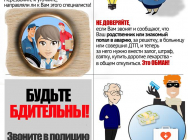 направляли ли к Вам этого специалиста!
НЕ ДОВЕРЯЙТЕ,
если Вам звонят и сообщают, что
Ваш родственник или знакомый
попал в аварию, за решетку, в больницу
или совершил ДТП, и теперь
за него нужно внести залог, штраф,
взятку, купить дорогие лекарства -
в общем откупиться. Это ОБМАН!
БУДЬТЕ
БДИТЕЛЬНЫ!
Звоните в полицию